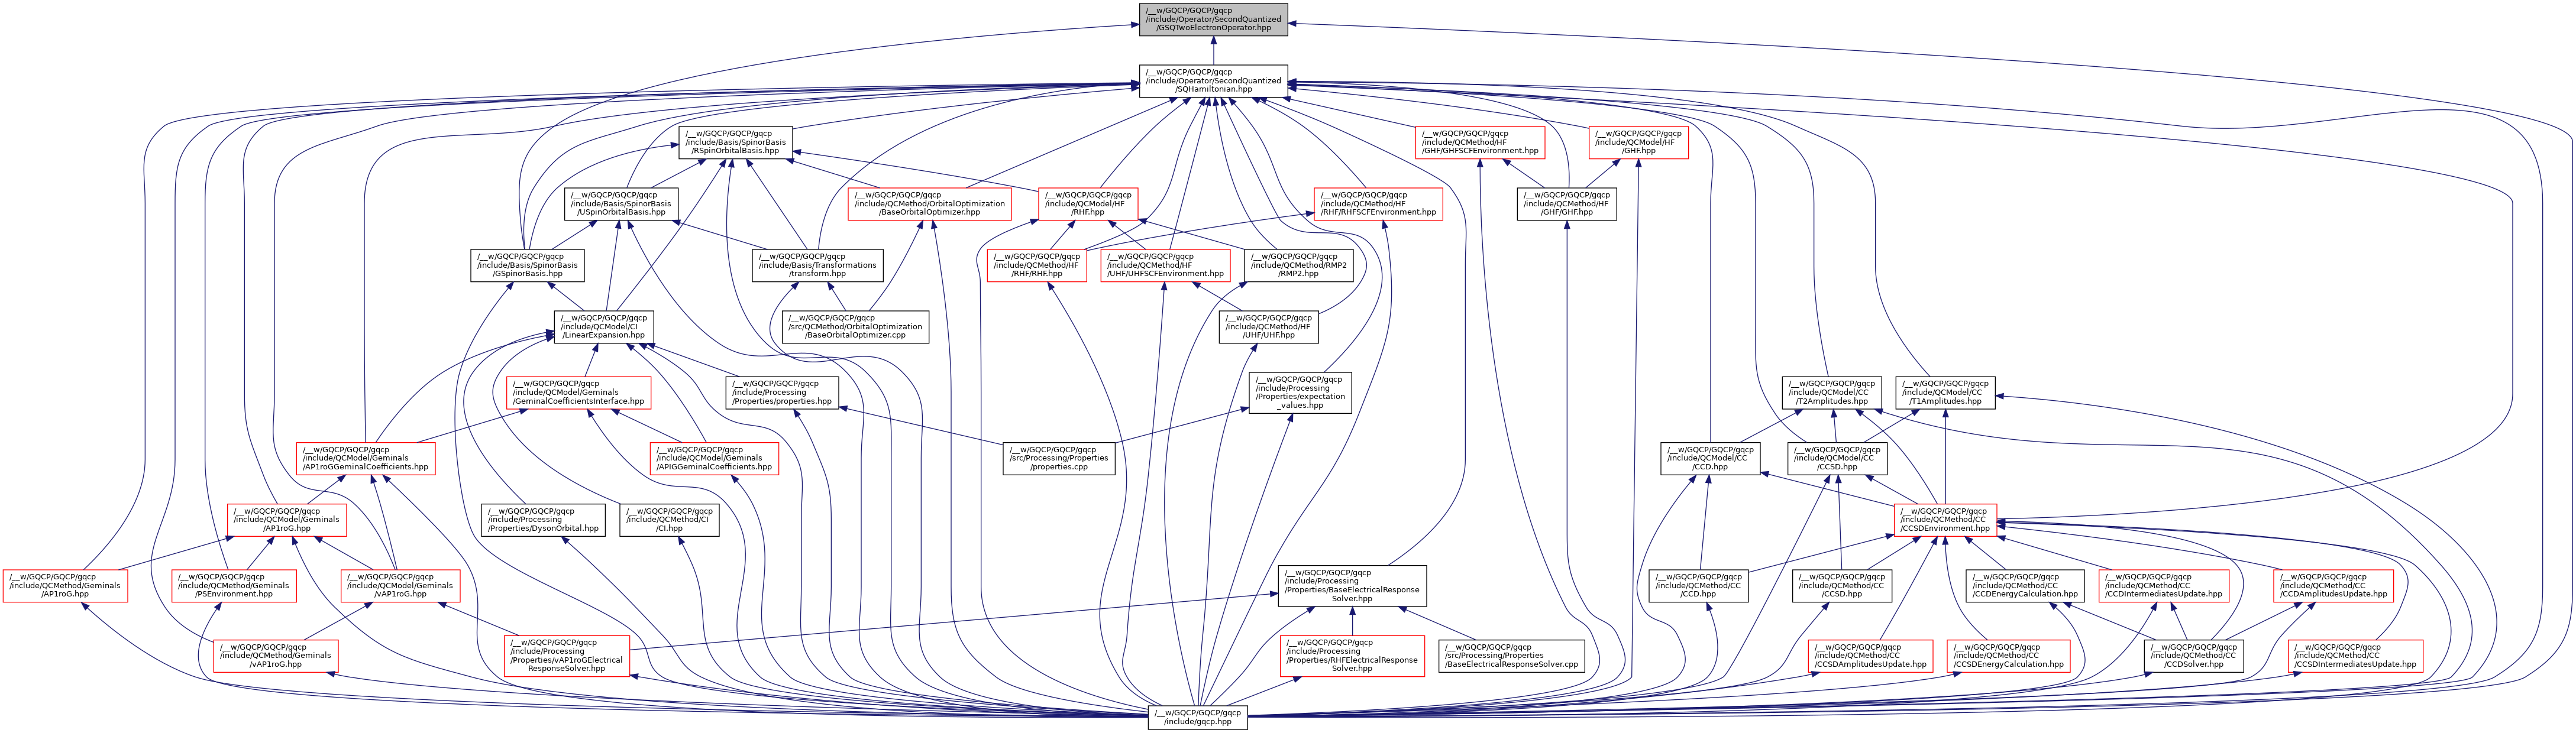 /__w/GQCP/GQCP/gqcp
/include/Operator/SecondQuantized
/GSQTwoElectronOperator.hpp
/__w/GQCP/GQCP/gqcp
/include/Operator/SecondQuantized
/SQHamiltonian.hpp
/__w/GQCP/GQCP/gqcp
/include/Basis/SpinorBasis
/RSpinOrbitalBasis.hpp
/__w/GQCP/GQCP/gqcp
/include/QCMethod/HF
/GHF/GHFSCFEnvironment.hpp
/__w/GQCP/GQCP/gqcp
/include/QCModel/HF
/GHF.hpp
/__w/GQCP/GQCP/gqcp
/include/Basis/SpinorBasis
/USpinOrbitalBasis.hpp
/__w/GQCP/GQCP/gqcp
/include/QCMethod/OrbitalOptimization
/BaseOrbitalOptimizer.hpp
/__w/GQCP/GQCP/gqcp
/include/QCModel/HF
/RHF.hpp
/__w/GQCP/GQCP/gqcp
/include/QCMethod/HF
/RHF/RHFSCFEnvironment.hpp
/__w/GQCP/GQCP/gqcp
/include/QCMethod/HF
/GHF/GHF.hpp
/__w/GQCP/GQCP/gqcp
/include/Basis/SpinorBasis
/GSpinorBasis.hpp
/__w/GQCP/GQCP/gqcp
/include/Basis/Transformations
/transform.hpp
/__w/GQCP/GQCP/gqcp
/include/QCMethod/HF
/RHF/RHF.hpp
/__w/GQCP/GQCP/gqcp
/include/QCMethod/HF
/UHF/UHFSCFEnvironment.hpp
/__w/GQCP/GQCP/gqcp
/include/QCMethod/RMP2
/RMP2.hpp
/__w/GQCP/GQCP/gqcp
/include/QCModel/CI
/LinearExpansion.hpp
/__w/GQCP/GQCP/gqcp
/src/QCMethod/OrbitalOptimization
/BaseOrbitalOptimizer.cpp
/__w/GQCP/GQCP/gqcp
/include/QCMethod/HF
/UHF/UHF.hpp
/__w/GQCP/GQCP/gqcp
/include/QCModel/Geminals
/GeminalCoefficientsInterface.hpp
/__w/GQCP/GQCP/gqcp
/include/Processing
/Properties/properties.hpp
/__w/GQCP/GQCP/gqcp
/include/Processing
/Properties/expectation
_values.hpp
/__w/GQCP/GQCP/gqcp
/include/QCModel/CC
/T2Amplitudes.hpp
/__w/GQCP/GQCP/gqcp
/include/QCModel/CC
/T1Amplitudes.hpp
/__w/GQCP/GQCP/gqcp
/include/QCModel/Geminals
/AP1roGGeminalCoefficients.hpp
/__w/GQCP/GQCP/gqcp
/include/QCModel/Geminals
/APIGGeminalCoefficients.hpp
/__w/GQCP/GQCP/gqcp
/src/Processing/Properties
/properties.cpp
/__w/GQCP/GQCP/gqcp
/include/QCModel/CC
/CCD.hpp
/__w/GQCP/GQCP/gqcp
/include/QCModel/CC
/CCSD.hpp
/__w/GQCP/GQCP/gqcp
/include/QCModel/Geminals
/AP1roG.hpp
/__w/GQCP/GQCP/gqcp
/include/Processing
/Properties/DysonOrbital.hpp
/__w/GQCP/GQCP/gqcp
/include/QCMethod/CI
/CI.hpp
/__w/GQCP/GQCP/gqcp
/include/QCMethod/CC
/CCSDEnvironment.hpp
/__w/GQCP/GQCP/gqcp
/include/QCMethod/Geminals
/AP1roG.hpp
/__w/GQCP/GQCP/gqcp
/include/QCMethod/Geminals
/PSEnvironment.hpp
/__w/GQCP/GQCP/gqcp
/include/QCModel/Geminals
/vAP1roG.hpp
/__w/GQCP/GQCP/gqcp
/include/Processing
/Properties/BaseElectricalResponse
Solver.hpp
/__w/GQCP/GQCP/gqcp
/include/QCMethod/CC
/CCD.hpp
/__w/GQCP/GQCP/gqcp
/include/QCMethod/CC
/CCSD.hpp
/__w/GQCP/GQCP/gqcp
/include/QCMethod/CC
/CCDEnergyCalculation.hpp
/__w/GQCP/GQCP/gqcp
/include/QCMethod/CC
/CCDIntermediatesUpdate.hpp
/__w/GQCP/GQCP/gqcp
/include/QCMethod/CC
/CCDAmplitudesUpdate.hpp
/__w/GQCP/GQCP/gqcp
/include/QCMethod/Geminals
/vAP1roG.hpp
/__w/GQCP/GQCP/gqcp
/include/Processing
/Properties/vAP1roGElectrical
ResponseSolver.hpp
/__w/GQCP/GQCP/gqcp
/include/Processing
/Properties/RHFElectricalResponse
Solver.hpp
/__w/GQCP/GQCP/gqcp
/src/Processing/Properties
/BaseElectricalResponseSolver.cpp
/__w/GQCP/GQCP/gqcp
/include/QCMethod/CC
/CCSDAmplitudesUpdate.hpp
/__w/GQCP/GQCP/gqcp
/include/QCMethod/CC
/CCSDEnergyCalculation.hpp
/__w/GQCP/GQCP/gqcp
/include/QCMethod/CC
/CCDSolver.hpp
/__w/GQCP/GQCP/gqcp
/include/QCMethod/CC
/CCSDIntermediatesUpdate.hpp
/__w/GQCP/GQCP/gqcp
/include/gqcp.hpp